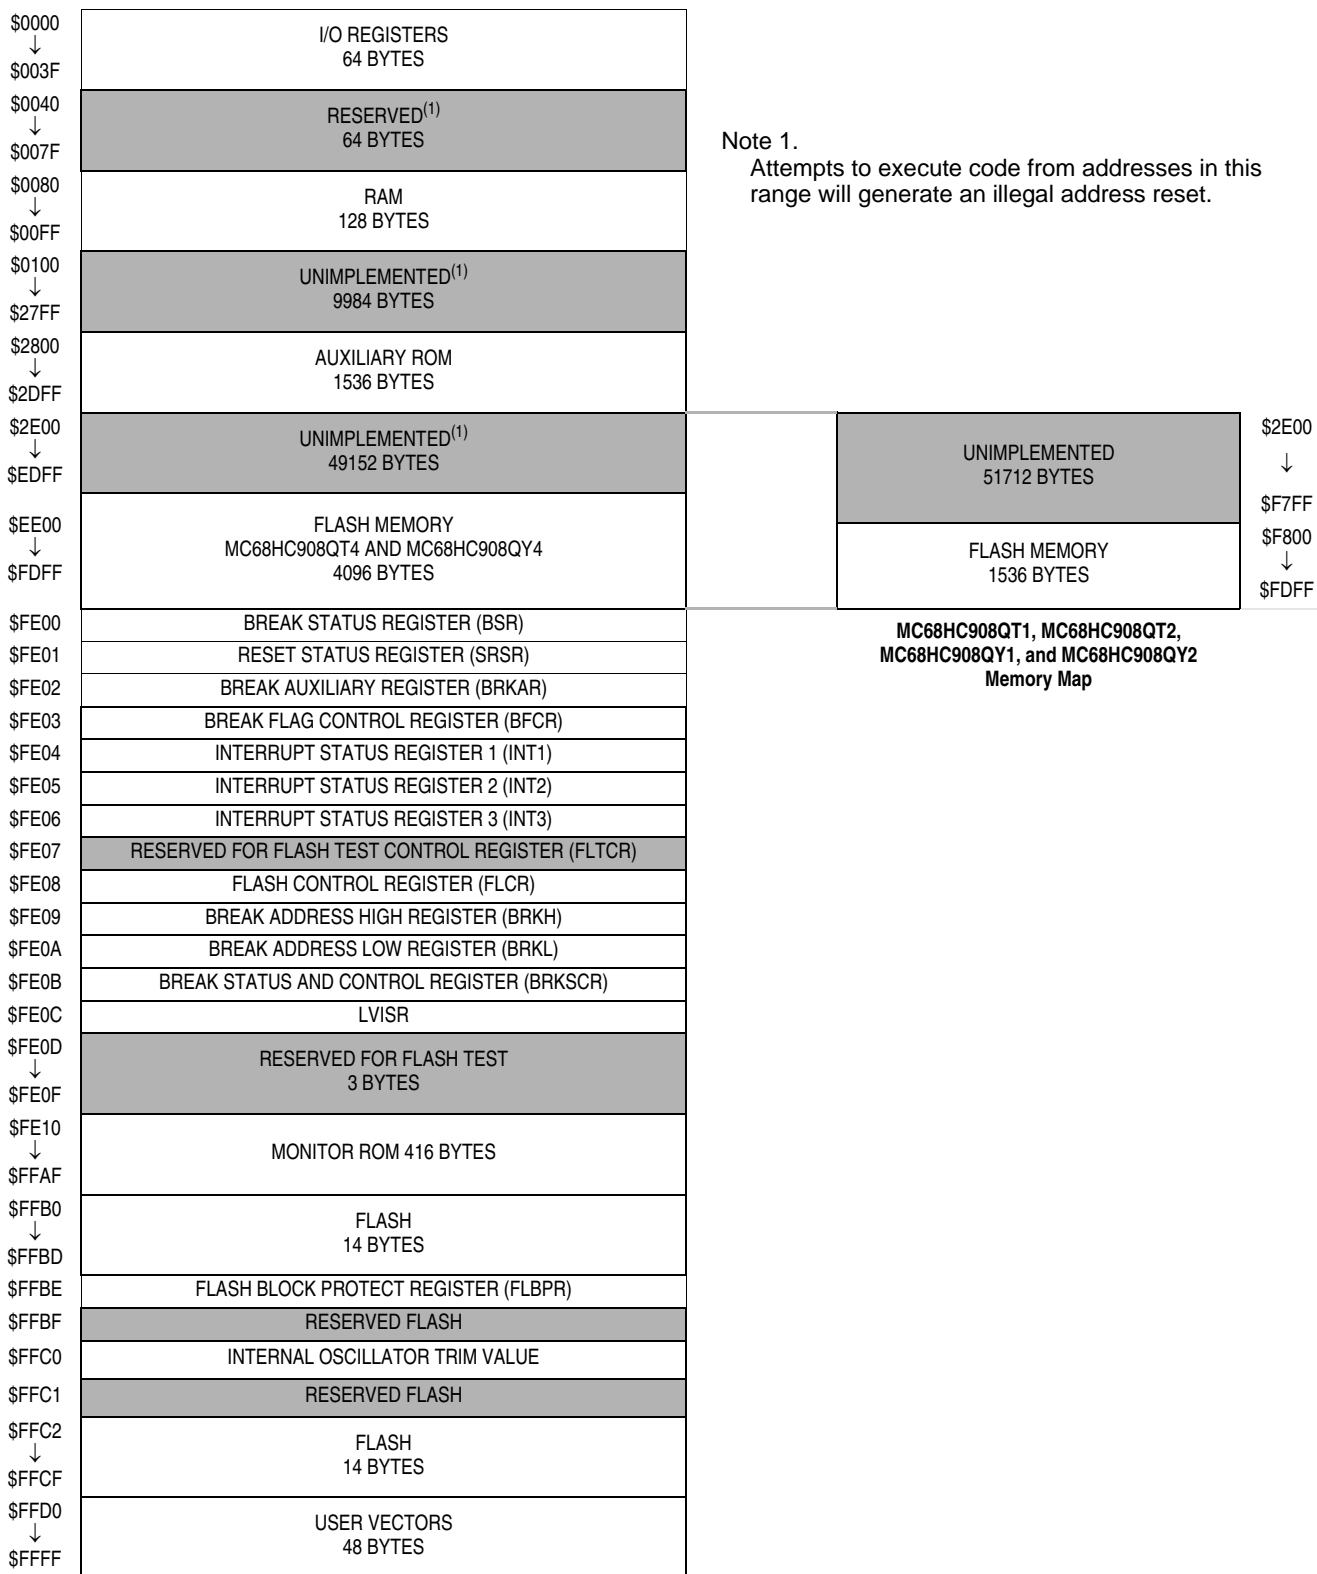 $0000
↓
$003F
I/O REGISTERS
64 BYTES
$0040
↓
$007F
RESERVED(1)
64 BYTES
Note 1.
Attempts to execute code from addresses in this
range will generate an illegal address reset.
$0080
↓
$00FF
RAM
128 BYTES
$0100
↓
$27FF
UNIMPLEMENTED(1)
9984 BYTES
$2800
↓
$2DFF
AUXILIARY ROM
1536 BYTES
$2E00
↓
$EDFF
UNIMPLEMENTED(1)
49152 BYTES
UNIMPLEMENTED
51712 BYTES
$2E00
↓
$F7FF
$EE00
↓
$FDFF
FLASH MEMORY
MC68HC908QT4 AND MC68HC908QY4
4096 BYTES
FLASH MEMORY
1536 BYTES
$F800
↓
$FDFF
MC68HC908QT1, MC68HC908QT2,
MC68HC908QY1, and MC68HC908QY2
Memory Map
$FE00 BREAK STATUS REGISTER (BSR)
$FE01 RESET STATUS REGISTER (SRSR)
$FE02 BREAK AUXILIARY REGISTER (BRKAR)
$FE03 BREAK FLAG CONTROL REGISTER (BFCR)
$FE04 INTERRUPT STATUS REGISTER 1 (INT1)
$FE05 INTERRUPT STATUS REGISTER 2 (INT2)
$FE06 INTERRUPT STATUS REGISTER 3 (INT3)
$FE07 RESERVED FOR FLASH TEST CONTROL REGISTER (FLTCR)
$FE08 FLASH CONTROL REGISTER (FLCR)
$FE09 BREAK ADDRESS HIGH REGISTER (BRKH)
$FE0A BREAK ADDRESS LOW REGISTER (BRKL)
$FE0B BREAK STATUS AND CONTROL REGISTER (BRKSCR)
$FE0C LVISR
$FE0D
↓
$FE0F
RESERVED FOR FLASH TEST
3 BYTES
$FE10
↓
$FFAF
MONITOR ROM 416 BYTES
$FFB0
↓
$FFBD
FLASH
14 BYTES
$FFBE FLASH BLOCK PROTECT REGISTER (FLBPR)
$FFBF RESERVED FLASH
$FFC0 INTERNAL OSCILLATOR TRIM VALUE
$FFC1 RESERVED FLASH
$FFC2
↓
$FFCF
FLASH
14 BYTES
$FFD0
↓
$FFFF
USER VECTORS
48 BYTES